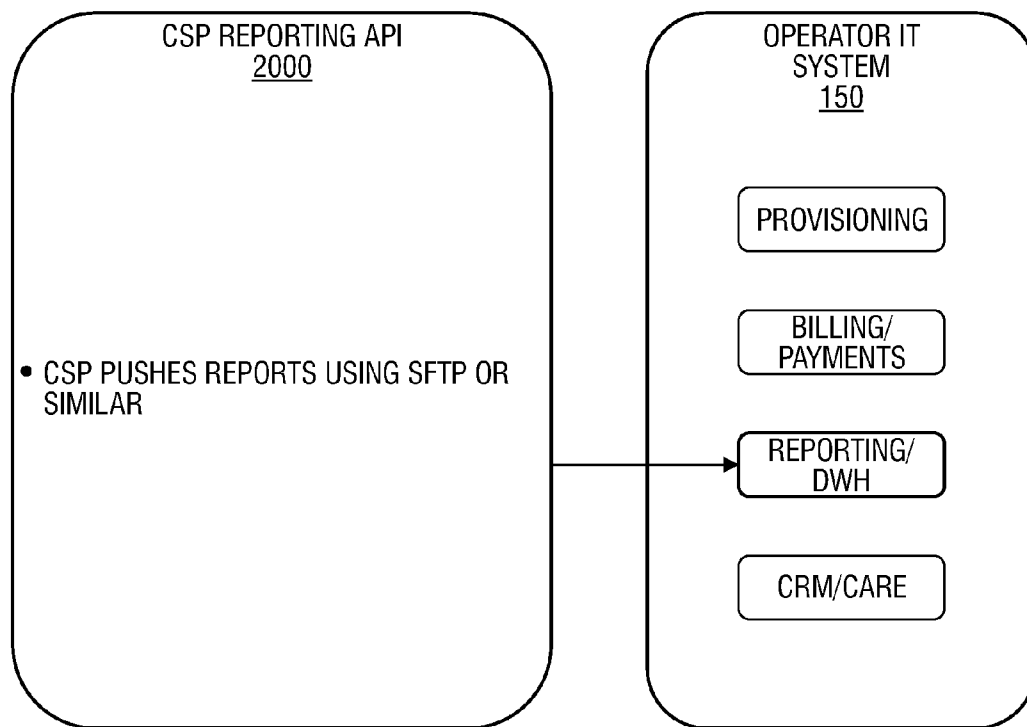 CSP REPORTING API
2000
• CSP PUSHES REPORTS USING SFTP OR
SIMILAR
OPERATOR IT
SYSTEM
150
PROVISIONING
BILLING/
PAYMENTS
REPORTING/
DWH
CRM/CARE